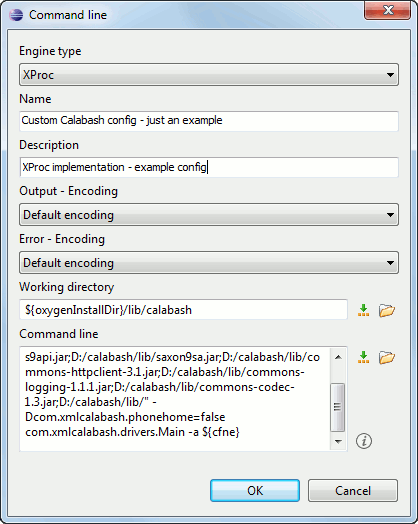 Command line
Engine type
XProc
Name
Custom Calabash config - just an example
Description
XProc implementation - example config
Output - Encoding
Default encoding
Error - Encoding
Default encoding
Working directory
${oxygenInstallDir}/lib/calabash
Command line
s9api.jar;D:/calabash/lib/saxon9sa.jar;D:/calabash/lib/co
mmons-httpclient-3.1.jar;D:/calabash/lib/commons-
logging-1.1.1.jar;D:/calabash/lib/commons-codec-
1.3.jar;D:/calabash/lib/" -
Dcom.xmlcalabash.phonehome=false
com.xmlcalabash.drivers.Main -a ${cfne}
OK
Cancel